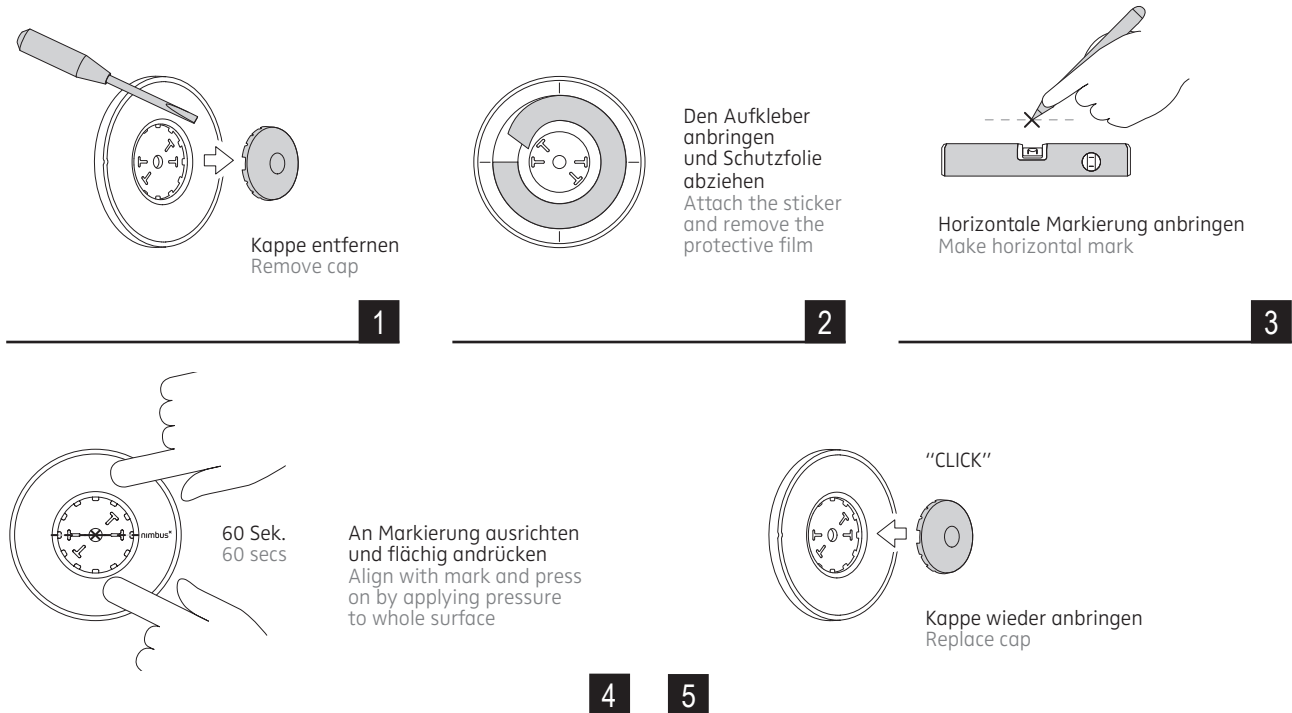 Kappe entfernen
Remove cap
1
Den Aufkleber
anbringen
und Schutzfolie
abziehen
Attach the sticker
and remove the
protective film
2
Horizontale Markierung anbringen
Make horizontal mark
3
nimbus"
60 Sek.
60 secs
An Markierung ausrichten
und flächig andrücken
Align with mark and press
on by applying pressure
to whole surface
4
"CLICK"
Kappe wieder anbringen
Replace cap
5